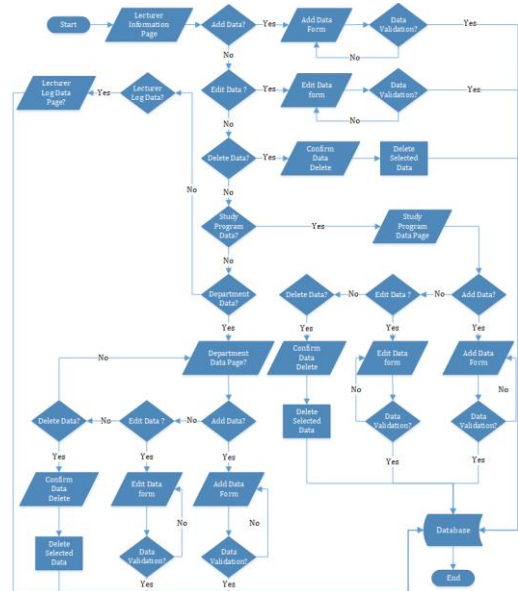 Start
Lecturer
Information
Page
Add Data?
Yes
Add Data
Form
Data
Validation?
Yes
No
No
Lecturer
Log Data
Page?
Yes
Lecturer
Log Data?
Edit Data ?
Yes
Edit Data
form
Data
Validation?
Yes
No
No
Delete Data?
Yes
Confirm
Data
Delete
Delete
Selected
Data
No
No
Study
Program
Data?
Yes
Study
Program
Data Page
No
Department
Data?
Delete Data?
No
Edit Data ?
No
Add Data?
Yes
Yes
Yes
Yes
No
Department
Data Page?
Confirm
Data
Delete
Edit Data
form
Add Data
Form
No
No
Delete Data?
No
Edit Data ?
No
Add Data?
Delete
Selected
Data
Data
Validation?
Data
Validation?
Yes
Yes
Yes
Yes
Yes
Confirm
Data
Delete
Edit Data
form
Add Data
Form
No
No
Database
Delete
Selected
Data
Data
Validation?
Data
Validation?
Yes
Yes
End